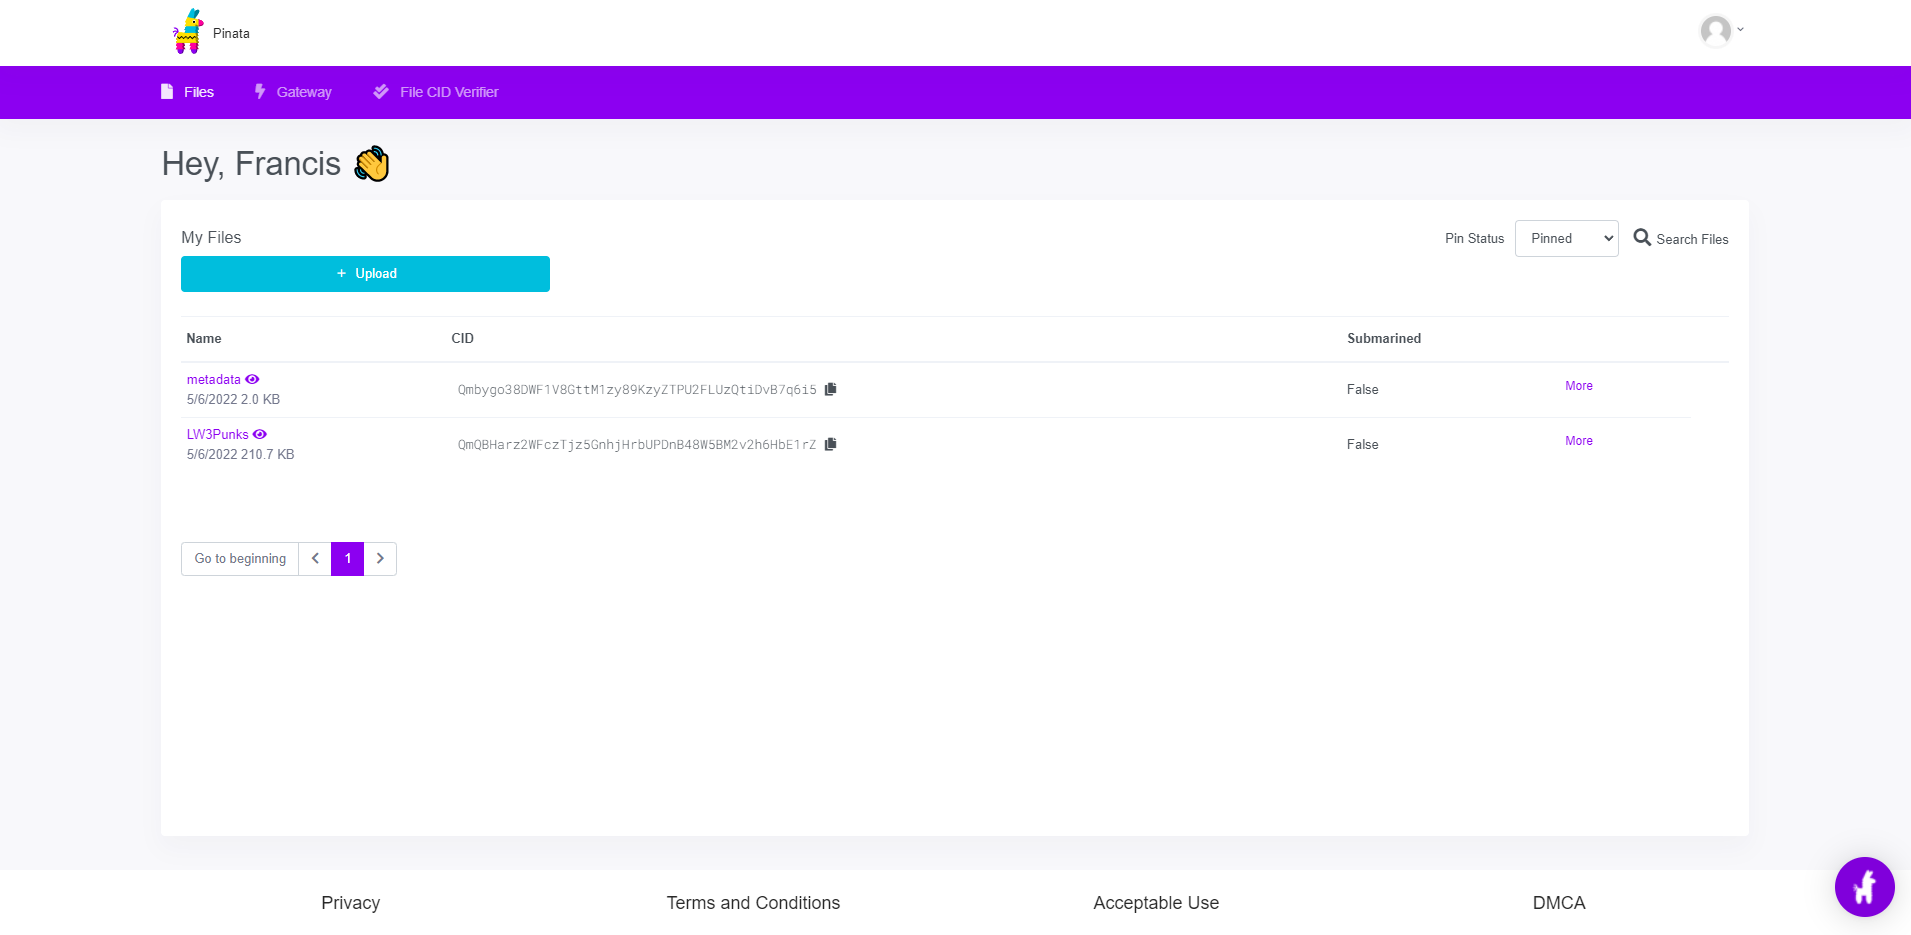 Pinata
Files Gateway File CID Verifier
Hey, Francis
My Files
Pin Status Pinned Search Files
+ Upload
Name CID Submarined
metadata
5/6/2022 2.0 KB
Qmbygo38DWF1V8GttM1zy89KzyZTPU2FLUzQtiDvB7q6i5 False More
LW3Punks
5/6/2022 210.7 KB
QmQBHarz2WFczTjz5GnhjHrbUPDnB48W5BM2v2h6HbE1rZ False More
Go to beginning 1
Privacy Terms and Conditions Acceptable Use DMCA